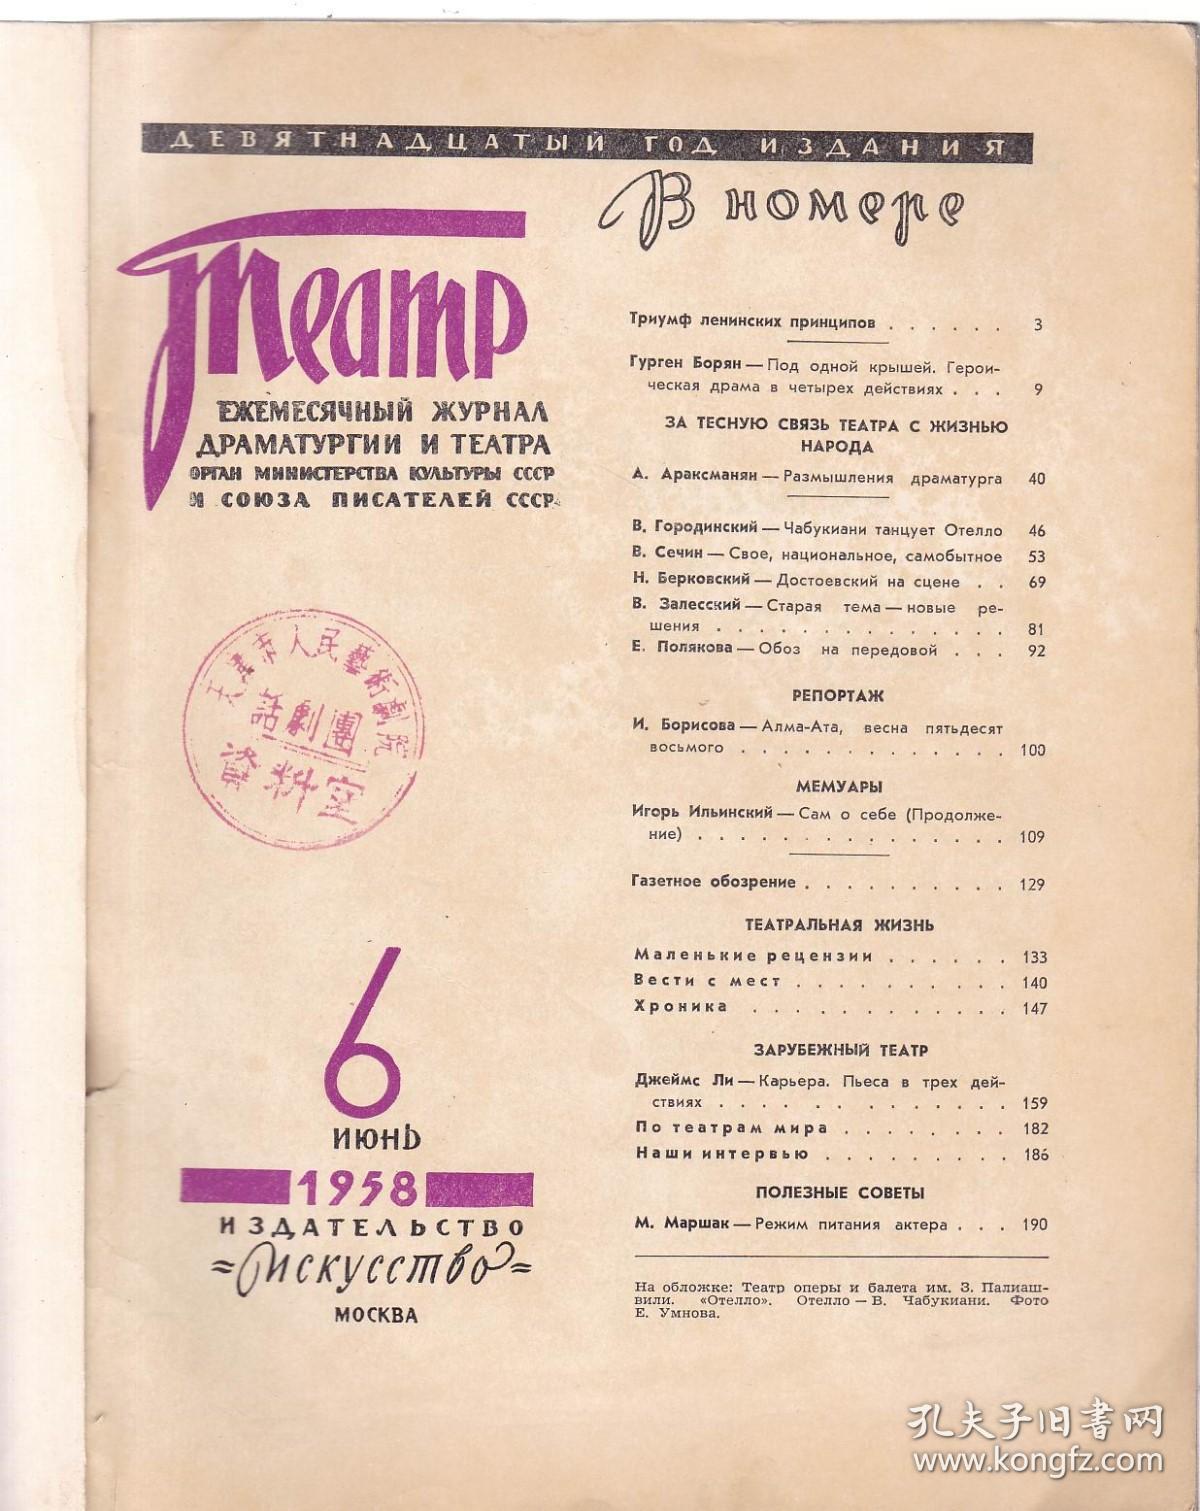 ДЕВЯТНАДЦАТЫЙ ГОД ИЗДАНИЯ
Театр
ЕЖЕМЕСЯЧНЫЙ ЖУРНАЛ
ДРАМАТУРГИИ И ТЕАТРА
ОРГАН МИНИСТЕРСТВА КУЛЬТУРЫ СССР
И СОЮЗА ПИСАТЕЛЕЙ СССР
人民藝術劇院
話劇團
資料室
6
ИЮНЬ
1958
ИЗДАТЕЛЬСТВО
=Искусство=
МОСКВА
В номере
Триумф ленинских принципов . . . . . . 3
Гурген Борян — Под одной крышей. Герои-
ческая драма в четырех действиях . . . 9
ЗА ТЕСНУЮ СВЯЗЬ ТЕАТРА С ЖИЗНЬЮ
НАРОДА
А. Араксманян — Размышления драматурга 40
В. Городинский — Чабукиани танцует Отелло 46
В. Сечин — Свое, национальное, самобытное 53
Н. Берковский — Достоевский на сцене . . 69
В. Залесский — Старая тема — новые ре-
шения . . . . . . . . . . . . . . 81
Е. Полякова — Обоз на передовой . . . 92
РЕПОРТАЖ
И. Борисова — Алма-Ата, весна пятьдесят
восьмого . . . . . . . . . . . . . 100
МЕМУАРЫ
Игорь Ильинский — Сам о себе (Продолже-
ние) . . . . . . . . . . . . . . . 109
Газетное обозрение . . . . . . . . . . 129
ТЕАТРАЛЬНАЯ ЖИЗНЬ
Маленькие рецензии . . . . . . 133
Вести с мест . . . . . . . . . . 140
Хроника . . . . . . . . . . . . 147
ЗАРУБЕЖНЫЙ ТЕАТР
Джеймс Ли — Карьера. Пьеса в трех дей-
ствиях . . . . . . . . . . . . . . 159
По театрам мира . . . . . . . . 182
Наши интервью . . . . . . . . . 186
ПОЛЕЗНЫЕ СОВЕТЫ
М. Маршак — Режим питания актера . . . 190
На обложке: Театр оперы и балета им. З. Палиаш-
вили. «Отелло». Отелло — В. Чабукиани. Фото
Е. Умнова.
孔夫子旧书网
www.kongfz.com